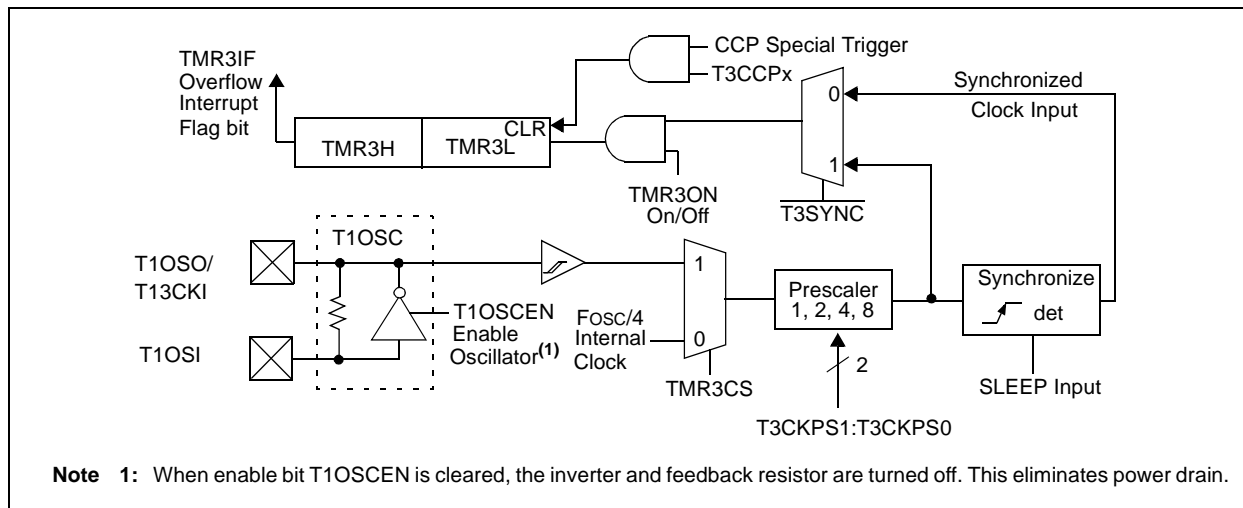 TMR3IF
Overflow
Interrupt
Flag bit
CCP Special Trigger
T3CCPx
CLR
TMR3H
TMR3L
TMR3ON
On/Off
0
1
T3SYNC
Synchronized
Clock Input
T1OSC
T1OSO/
T13CKI
T1OSI
T1OSCEN
Enable
Oscillator(1)
FOSC/4
Internal
Clock
1
0
TMR3CS
Prescaler
1, 2, 4, 8
2
T3CKPS1:T3CKPS0
Synchronize
det
SLEEP Input
Note 1: When enable bit T1OSCEN is cleared, the inverter and feedback resistor are turned off. This eliminates power drain.